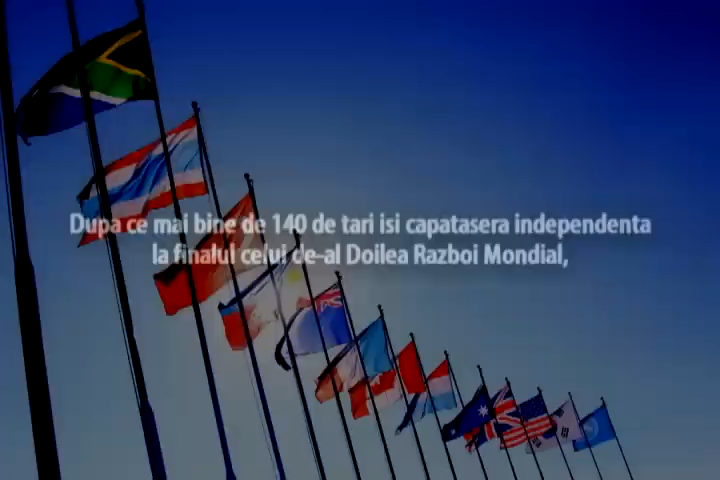 Dupa ce mai bine de 140 de tari isi capatasera independenta
la finalul celui de-al Doilea Razboi Mondial,